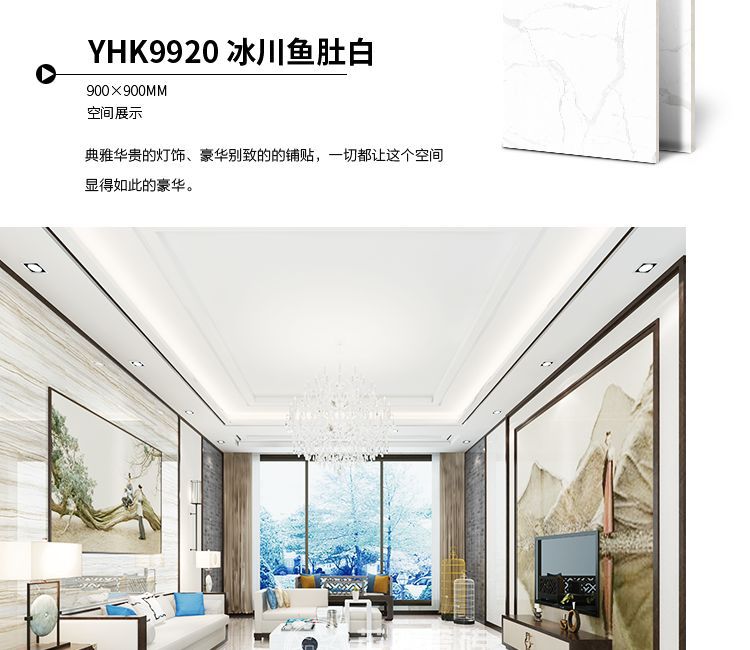 YHK9920 冰川鱼肚白
900×900MM
空间展示
典雅华贵的灯饰、豪华别致的的铺贴，一切都让这个空间
显得如此的豪华。